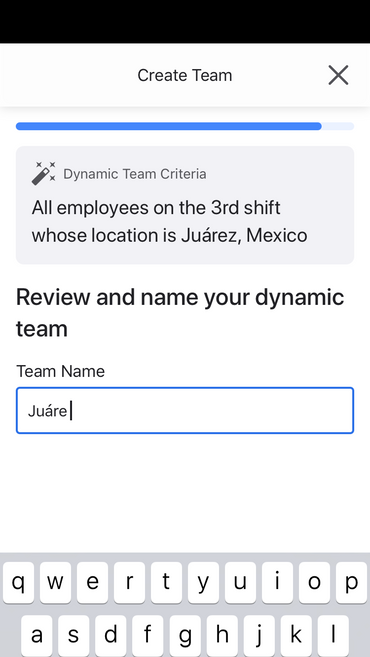 Create Team
Dynamic Team Criteria
All employees on the 3rd shift
whose location is Juárez, Mexico
Review and name your dynamic
team
Team Name
Juáre
q w e r t y u i o p
a s d f g h j k l